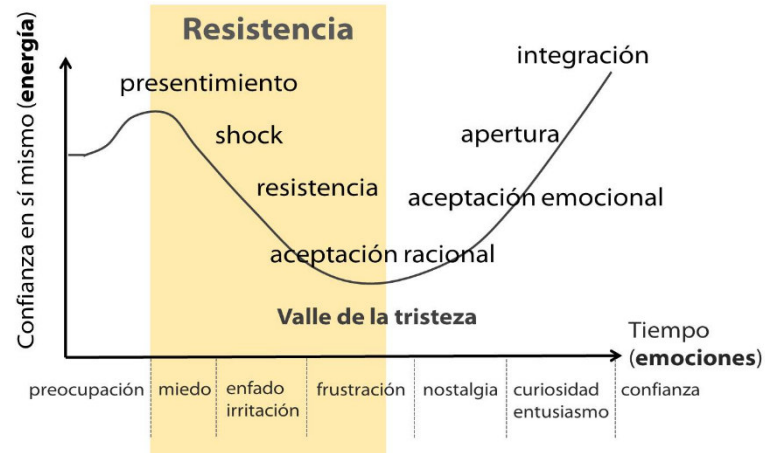 Resistencia
Confianza en sí mismo (energía)
presentimiento
shock
resistencia
aceptación racional
integración
apertura
aceptación emocional
Valle de la tristeza
Tiempo
(emociones)
preocupación
miedo
enfado
irritación
frustración
nostalgia
curiosidad
entusiasmo
confianza